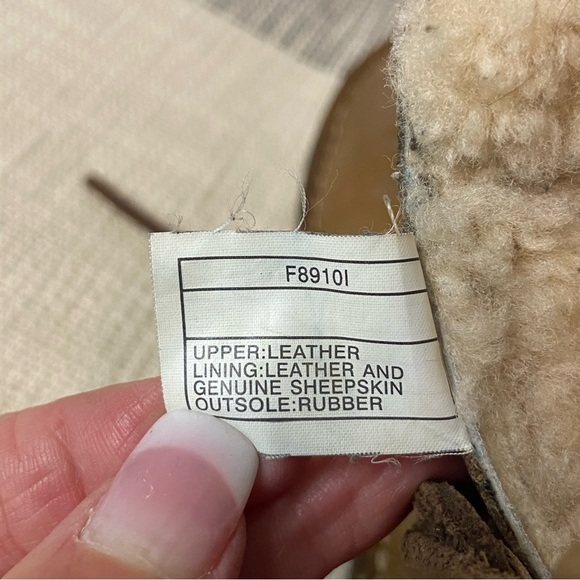 F8910I
UPPER:LEATHER
LINING:LEATHER AND
GENUINE SHEEPSKIN
OUTSOLE:RUBBER